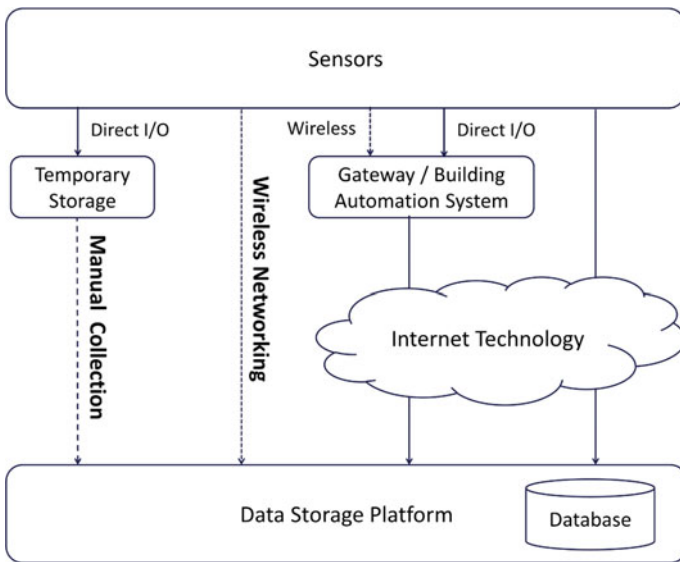 Sensors
Direct I/O
Wireless
Direct I/O
Temporary
Storage
Gateway / Building
Automation System
Manual Collection
Wireless Networking
Internet Technology
Data Storage Platform
Database